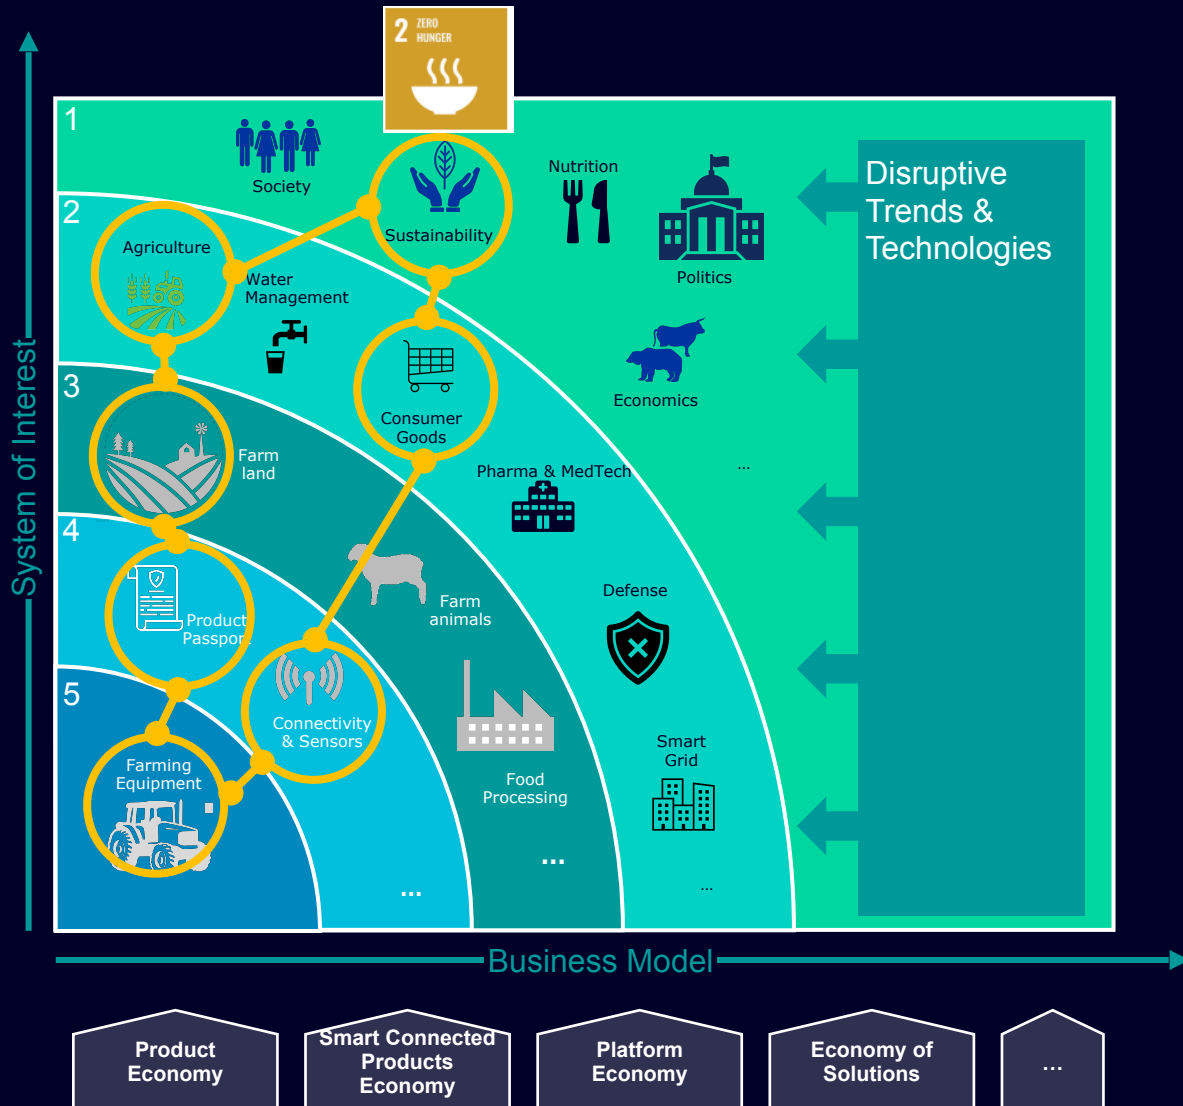 2 ZERO
HUNGER
1
Society
Sustainability
Nutrition
Politics
Economics
...
Disruptive
Trends &
Technologies
2
Agriculture
Water
Management
Consumer
Goods
Pharma & MedTech
Defense
Smart
Grid
...
3
Farm
land
Farm
animals
Food
Processing
...
4
Product
Passport
Connectivity
& Sensors
...
5
Farming
Equipment
System of Interest
Business Model
Product
Economy
Smart Connected
Products
Economy
Platform
Economy
Economy of
Solutions
...